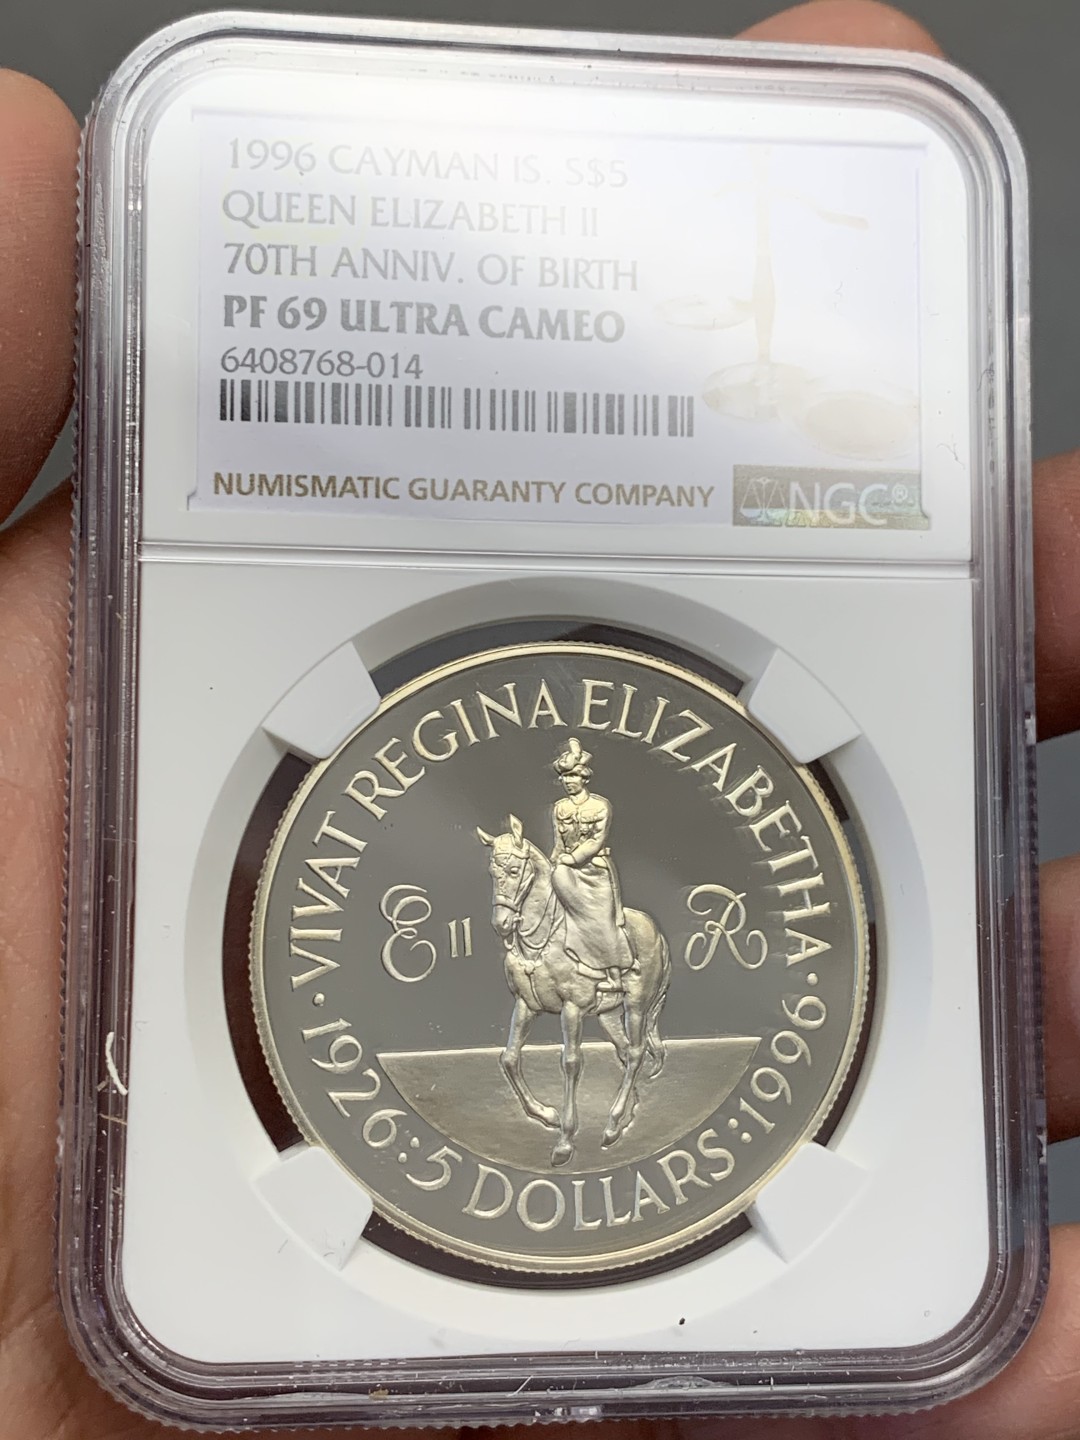 1996 CAYMAN IS. S$5
QUEEN ELIZABETH II
70TH ANNIV. OF BIRTH
PF 69 ULTRA CAMEO
6408768-014
NUMISMATIC GUARANTY COMPANY
NGC®
· VIVAT REGINA ELIZABETHA ·
E II R
1926 : 5 DOLLARS : 1996